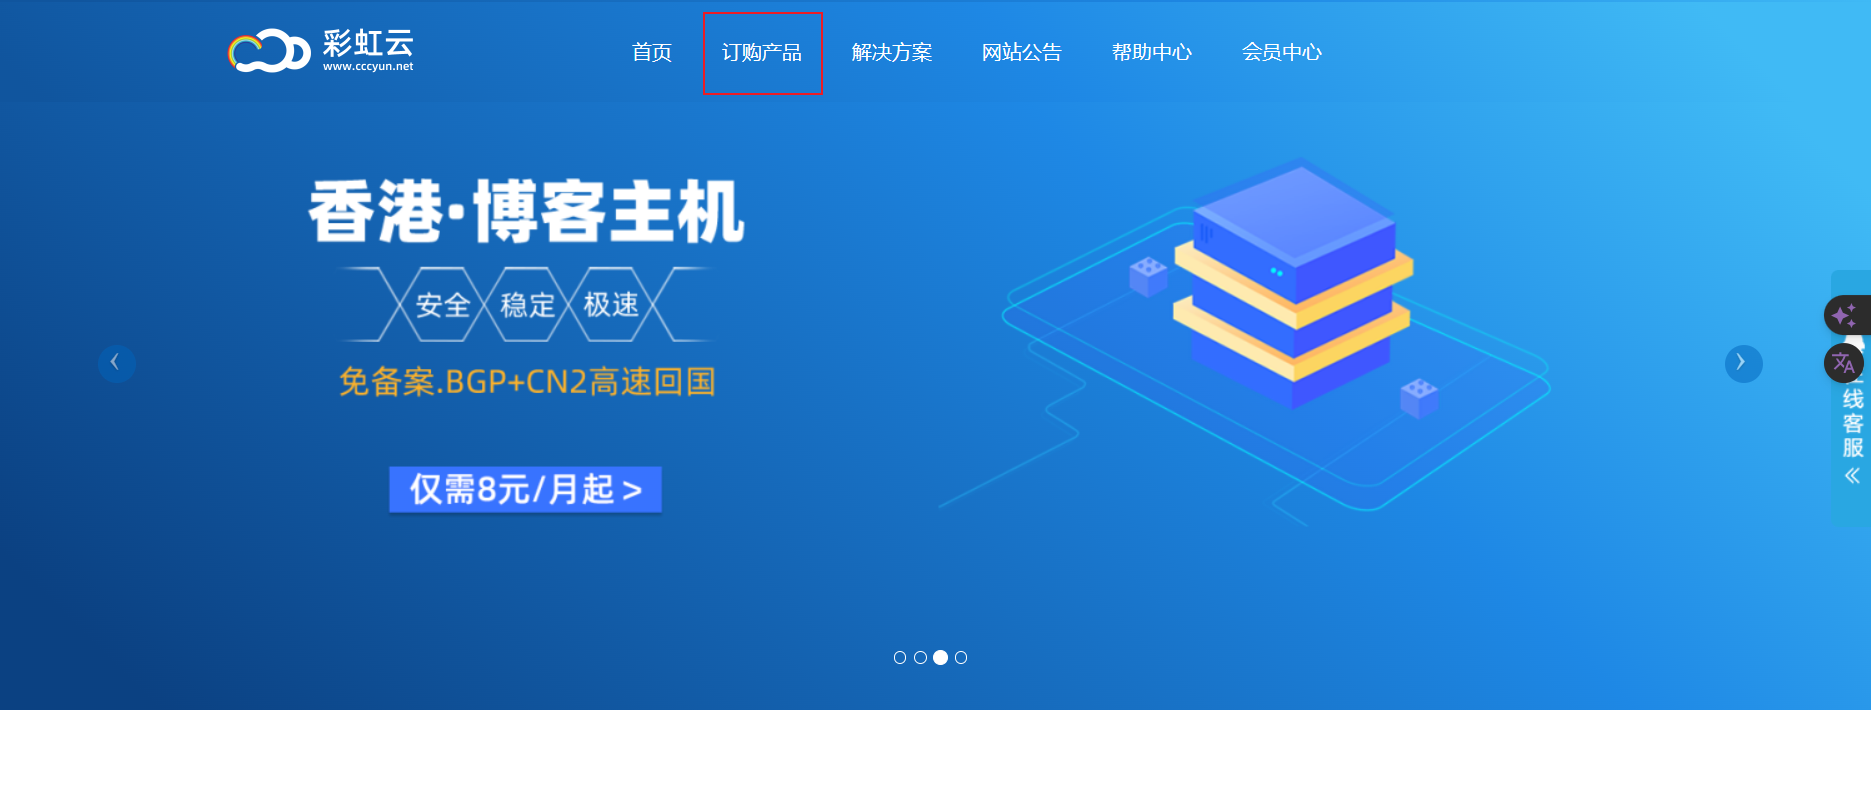 彩虹云
www.cccyun.net
首页 订购产品 解决方案 网站公告 帮助中心 会员中心
香港·博客主机
安全 稳定 极速
免备案.BGP+CN2高速回国
仅需8元/月起 >
线客服